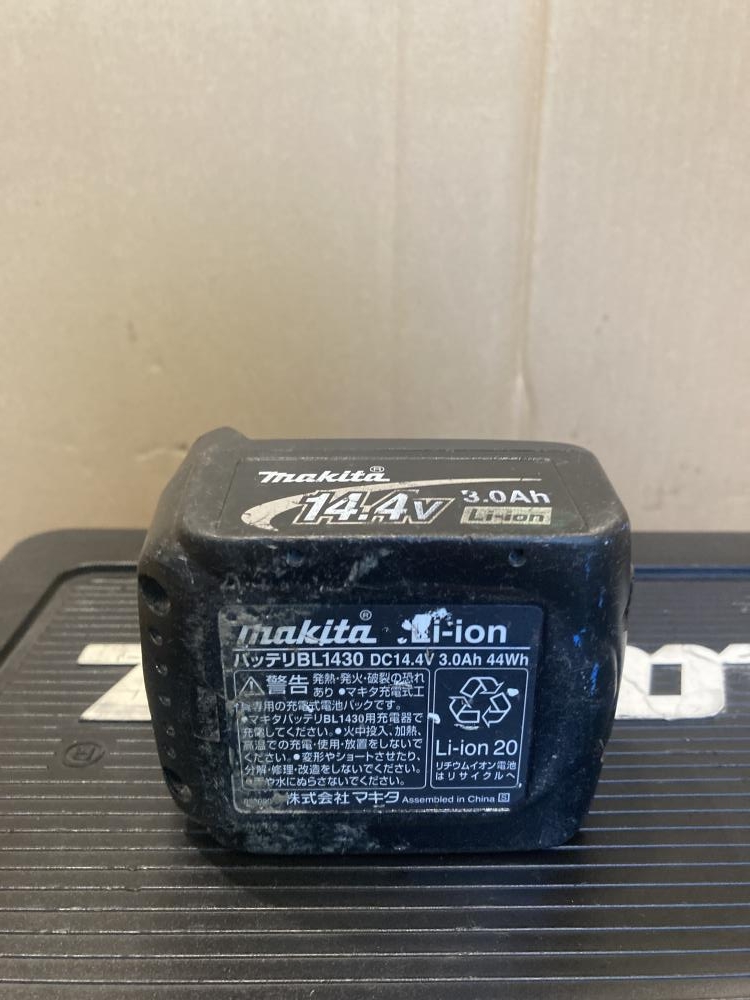 makita®
14.4V 3.0Ah
Li-ion
makita® Li-ion
バッテリBL1430 DC14.4V 3.0Ah 44Wh
警告 発熱・発火・破裂の恐れ
あり ●マキタ充電式工
具専用の充電式電池パックです。
●マキタバッテリBL1430用充電器で
充電してください。●火中投入、加熱、
高温での充電・使用・放置をしないで
ください。●変形やショートさせたり、
分解・修理・改造をしないでください。
●雨や水にぬらさないでください。
Li-ion 20
リチウムイオン電池
はリサイクルへ
株式会社マキタ Assembled in China